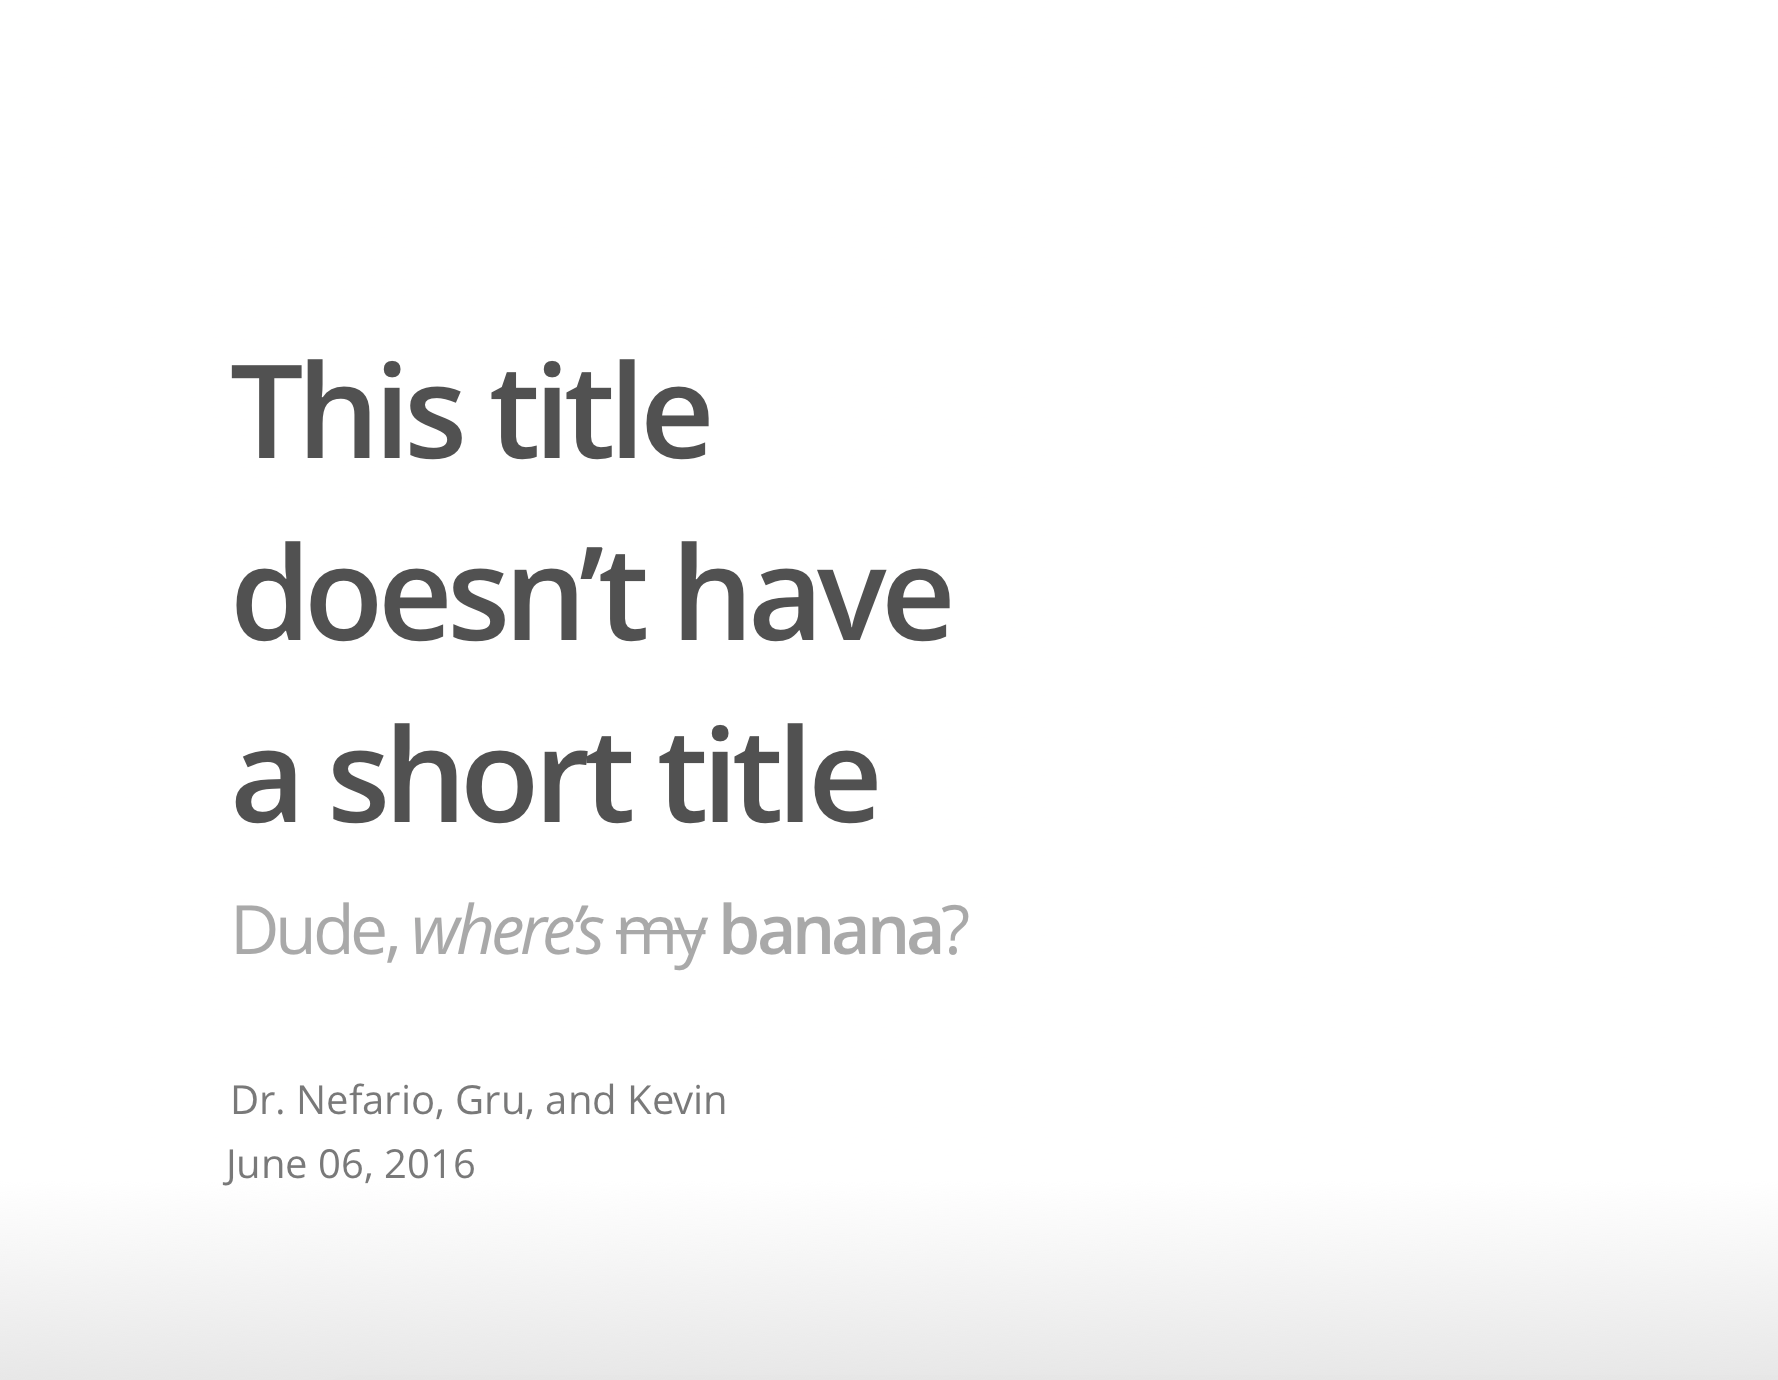 This title
doesn’t have
a short title
Dude, where’s my banana?
Dr. Nefario, Gru, and Kevin
June 06, 2016